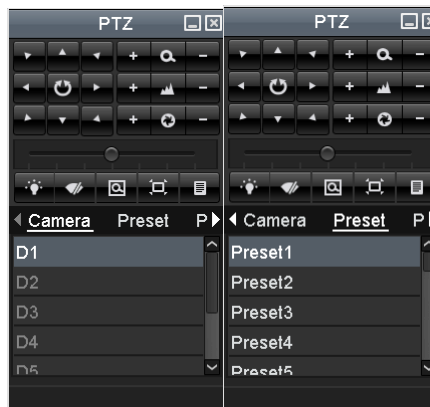 PTZ
Camera Preset P
D1
D2
D3
D4
D5
PTZ
Camera Preset P
Preset1
Preset2
Preset3
Preset4
Preset5